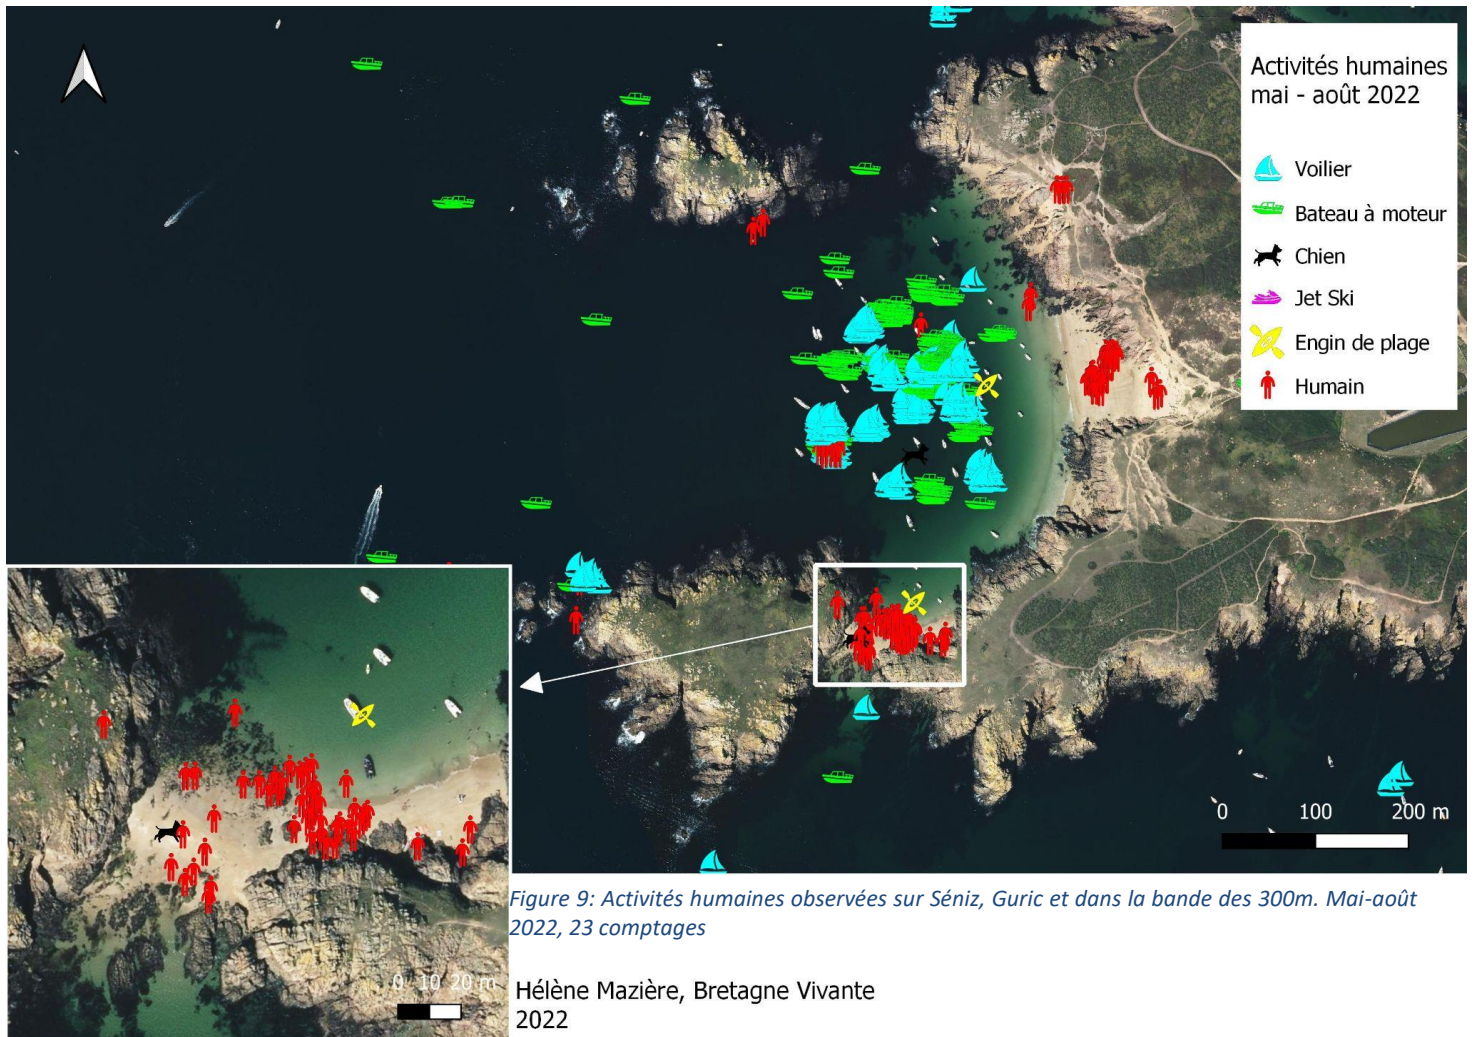 Activités humaines
mai - août 2022
Voilier
Bateau à moteur
Chien
Jet Ski
Engin de plage
Humain
0 100 200 m
0 10 20 m
Figure 9: Activités humaines observées sur Séniz, Guric et dans la bande des 300m. Mai-août
2022, 23 comptages
Hélène Mazière, Bretagne Vivante
2022